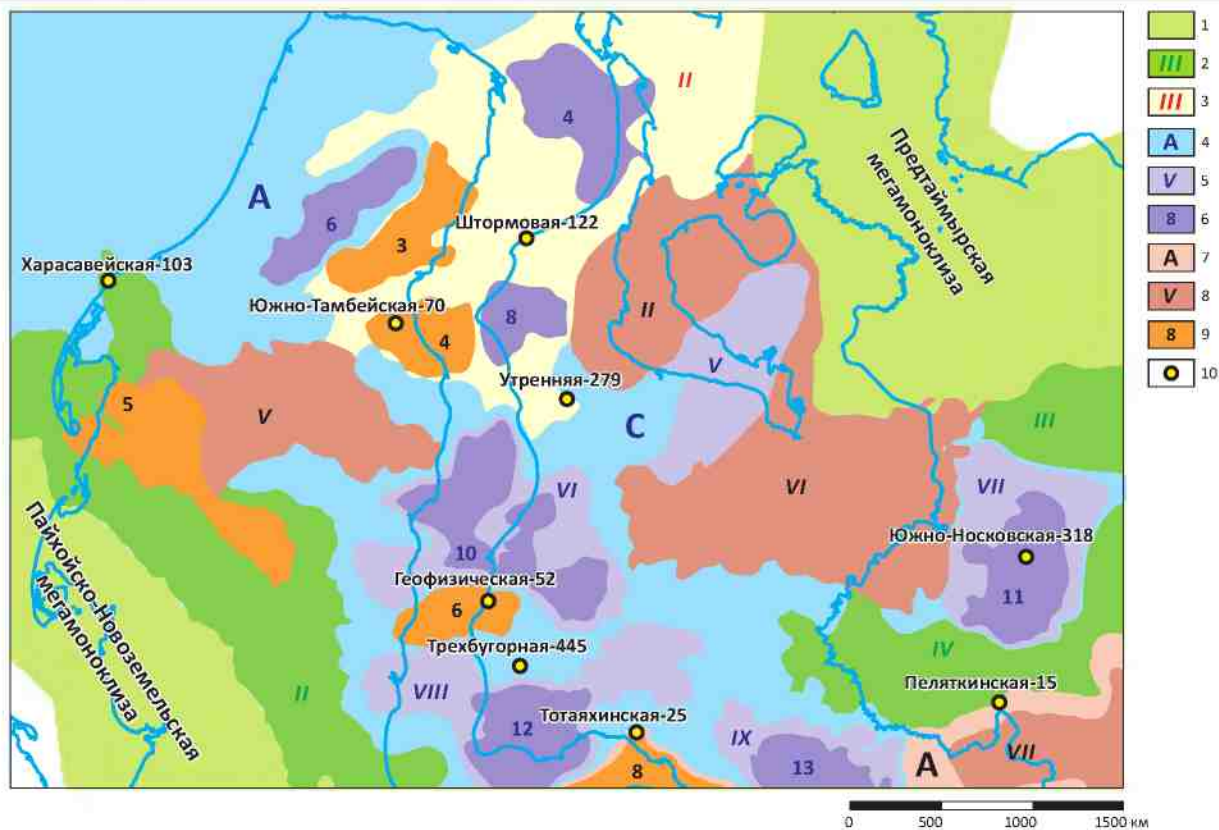 II
4
A
6
3
Штормовая-122
Харасавейская-103
Южно-Тамбейская-70
4
8
II
V
Утренняя-279
5
V
C
III
VI
VI
VII
10
Южно-Носковская-318
11
Геофизическая-52
6
Трехбугорная-445
IV
II
VIII
Пеляткинская-15
Тотаяхинская-25
12
IX
8
13
A
VII
Предтаймырская
мегамоноклиза
Пайхойско-Новоземельская
мегамоноклиза
1
III 2
III 3
A 4
V 5
8 6
A 7
V 8
8 9
10
0 500 1000 1500 км